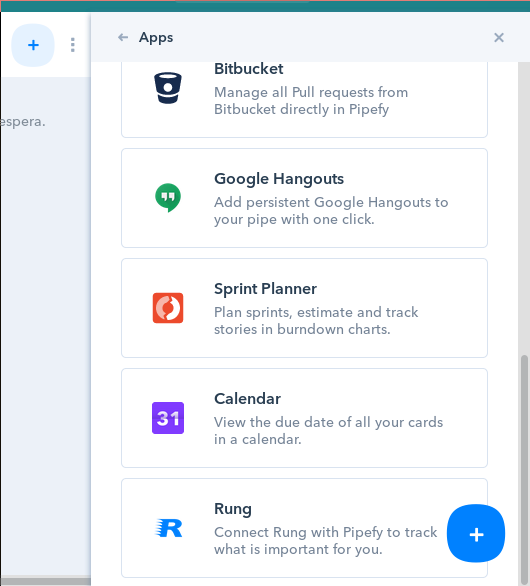 Apps
espera.
Bitbucket
Manage all Pull requests from
Bitbucket directly in Pipefy
Google Hangouts
Add persistent Google Hangouts to
your pipe with one click.
Sprint Planner
Plan sprints, estimate and track
stories in burndown charts.
31
Calendar
View the due date of all your cards
in a calendar.
R
Rung
Connect Rung with Pipefy to track
what is important for you.